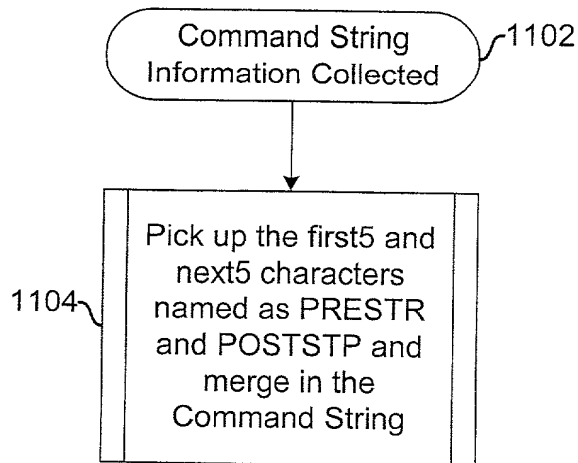 Command String
Information Collected
1102
Pick up the first5 and
next5 characters
named as PRESTR
and POSTSTP and
merge in the
Command String
1104